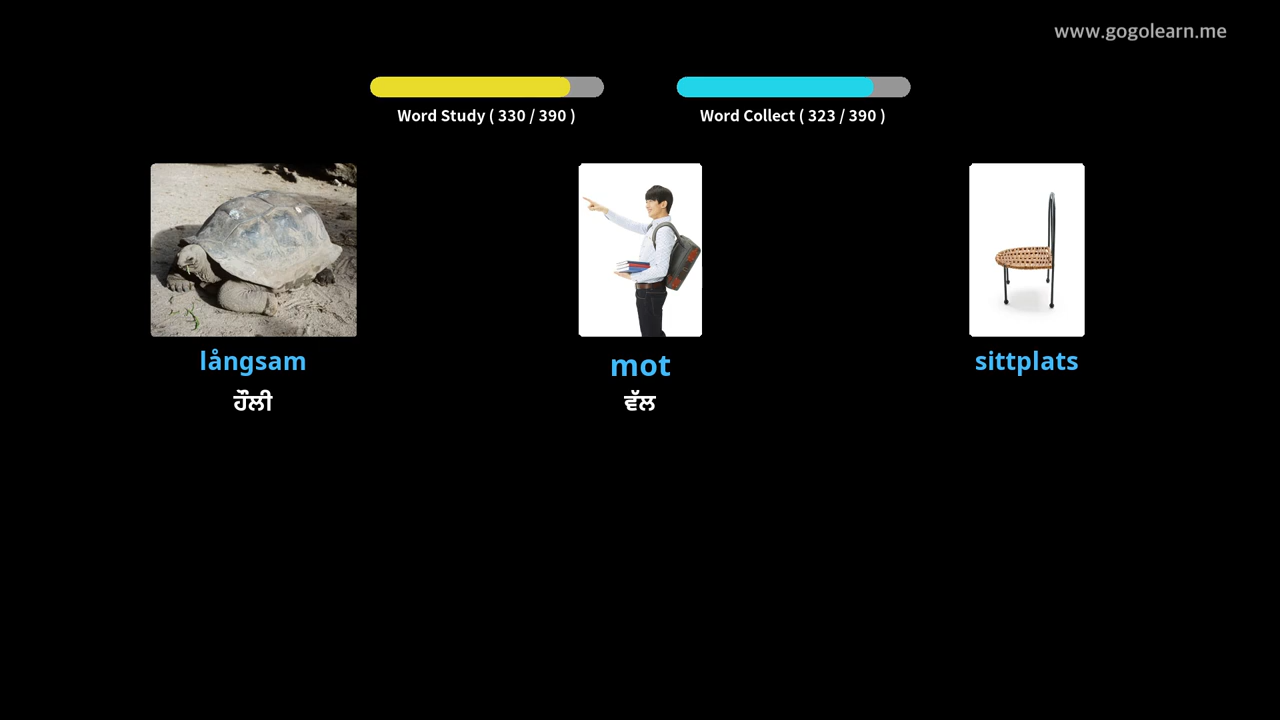 www.gogolearn.me
Word Study ( 330 / 390 )
Word Collect ( 323 / 390 )
långsam
mot
sittplats
ਹੌਲੀ
ਵੱਲ